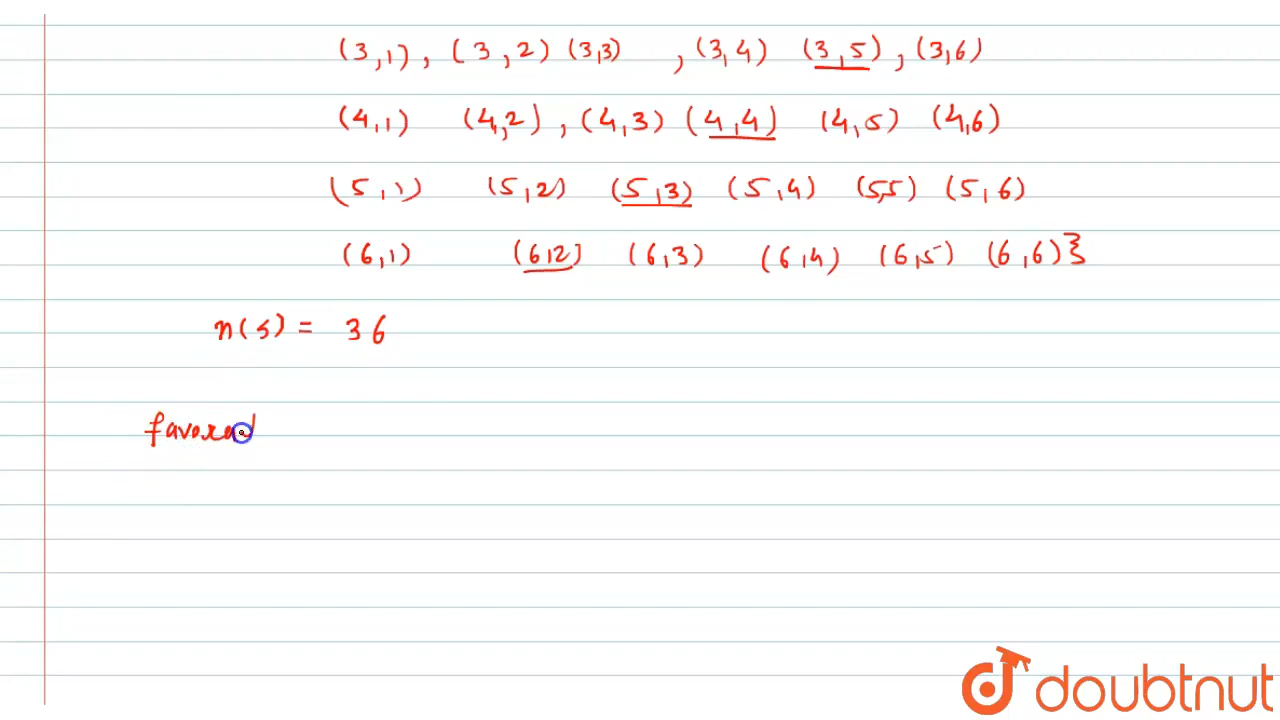 (3,1), (3,2) (3,3) , (3,4) (3,5), (3,6)
(4,1) (4,2), (4,3) (4,4) (4,5) (4,6)
(5,1) (5,2) (5,3) (5,4) (5,5) (5,6)
(6,1) (6,2) (6,3) (6,4) (6,5) (6,6)}
n(s) = 36
doubtnut